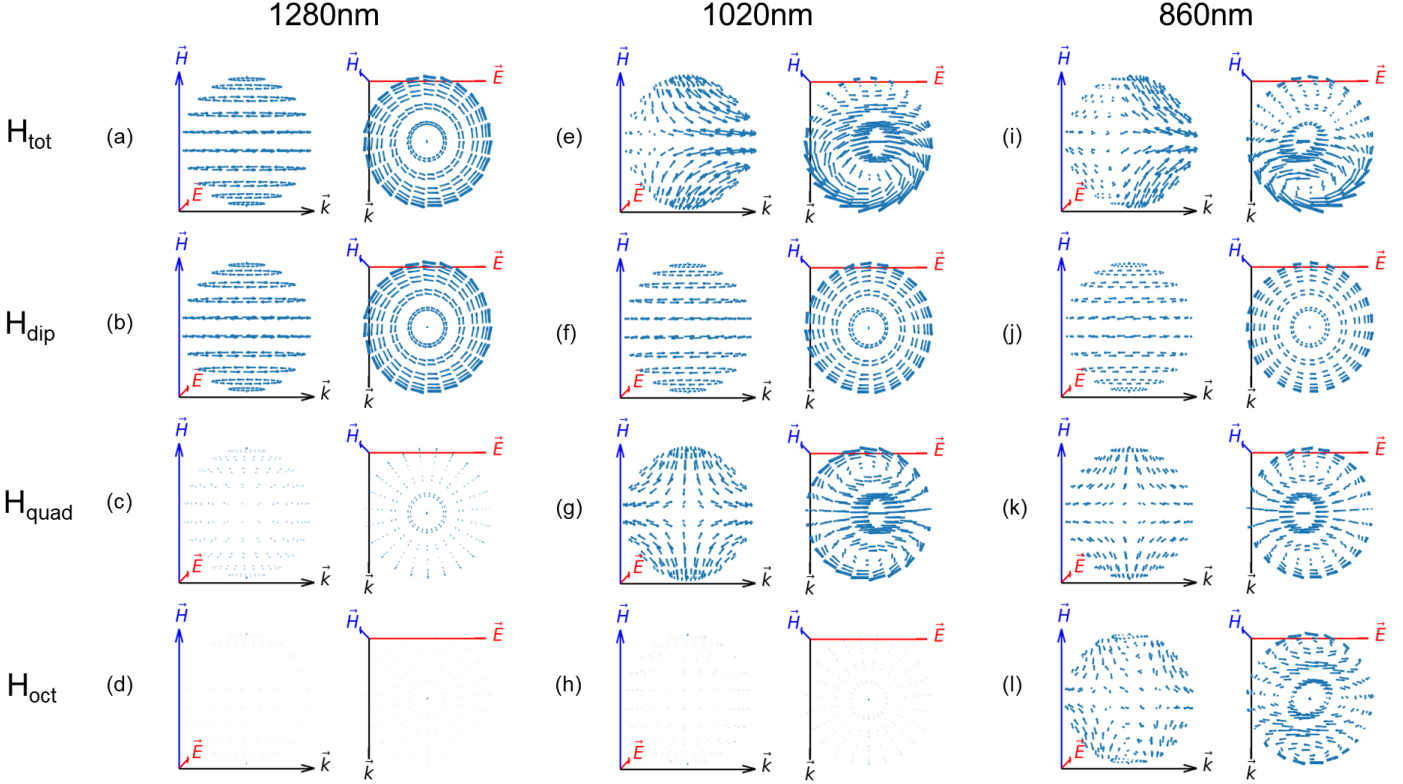 1280nm 1020nm 860nm
H⃗ H⃗ E⃗ H⃗ H⃗ E⃗ H⃗ H⃗ E⃗
Htot (a) (e) (i)
E⃗ k⃗ k⃗ E⃗ k⃗ k⃗ E⃗ k⃗ k⃗
H⃗ H⃗ E⃗ H⃗ H⃗ E⃗ H⃗ H⃗ E⃗
Hdip (b) (f) (j)
E⃗ k⃗ k⃗ E⃗ k⃗ k⃗ E⃗ k⃗ k⃗
H⃗ H⃗ E⃗ H⃗ H⃗ E⃗ H⃗ H⃗ E⃗
Hquad (c) (g) (k)
E⃗ k⃗ k⃗ E⃗ k⃗ k⃗ E⃗ k⃗ k⃗
H⃗ H⃗ E⃗ H⃗ H⃗ E⃗ H⃗ H⃗ E⃗
Hoct (d) (h) (l)
E⃗ k⃗ k⃗ E⃗ k⃗ k⃗ E⃗ k⃗ k⃗